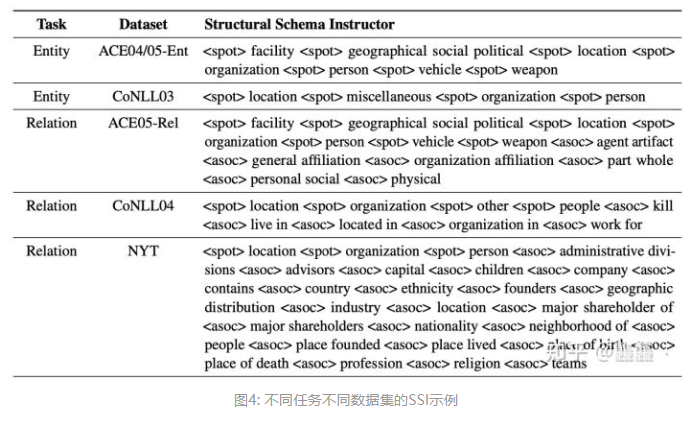 Task Dataset Structural Schema Instructor
Entity ACE04/05-Ent <spot> facility <spot> geographical social political <spot> location <spot>
organization <spot> person <spot> vehicle <spot> weapon
Entity CoNLL03 <spot> location <spot> miscellaneous <spot> organization <spot> person
Relation ACE05-Rel <spot> facility <spot> geographical social political <spot> location <spot>
organization <spot> person <spot> vehicle <spot> weapon <asoc> agent artifact
<asoc> general affiliation <asoc> organization affiliation <asoc> part whole
<asoc> personal social <asoc> physical
Relation CoNLL04 <spot> location <spot> organization <spot> other <spot> people <asoc> kill
<asoc> live in <asoc> located in <asoc> organization in <asoc> work for
Relation NYT <spot> location <spot> organization <spot> person <asoc> administrative divi-
sions <asoc> advisors <asoc> capital <asoc> children <asoc> company <asoc>
contains <asoc> country <asoc> ethnicity <asoc> founders <asoc> geographic
distribution <asoc> industry <asoc> location <asoc> major shareholder of
<asoc> major shareholders <asoc> nationality <asoc> neighborhood of <asoc>
people <asoc> place founded <asoc> place lived <asoc> place of birth <asoc>
place of death <asoc> profession <asoc> religion <asoc> teams
知乎 @
图4: 不同任务不同数据集的SSI示例